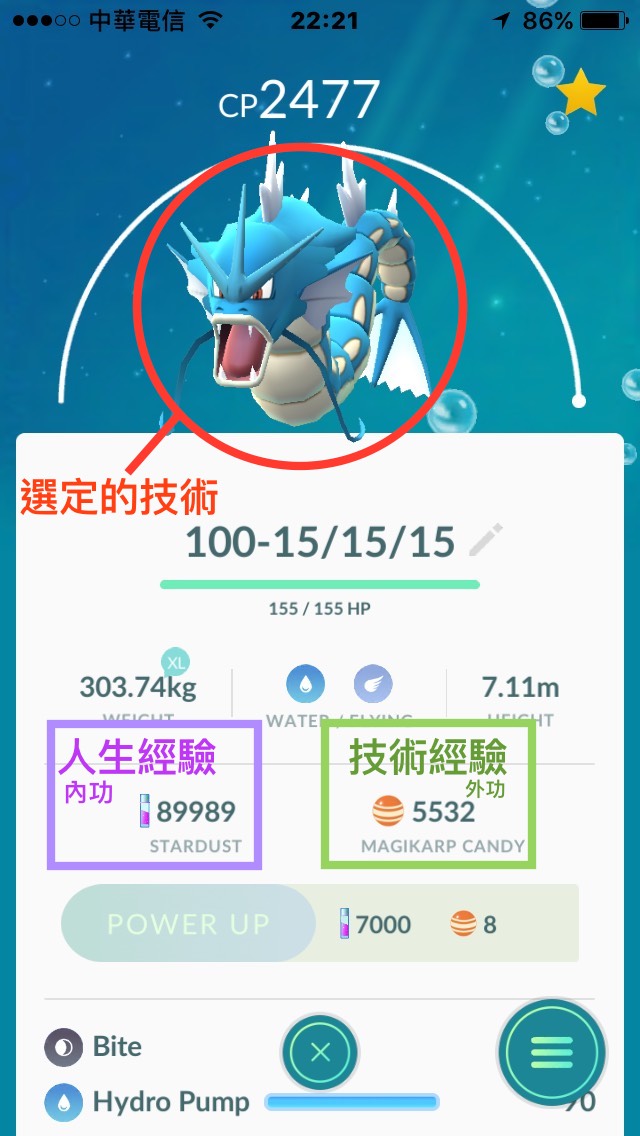 中華電信 22:21 86%
CP2477
選定的技術
100-15/15/15
155 / 155 HP
XL
303.74kg 7.11m
WEIGHT WATER / FLYING HEIGHT
人生經驗 技術經驗
內功 外功
89989 5532
STARDUST MAGIKARP CANDY
POWER UP 7000 8
Bite
Hydro Pump 90